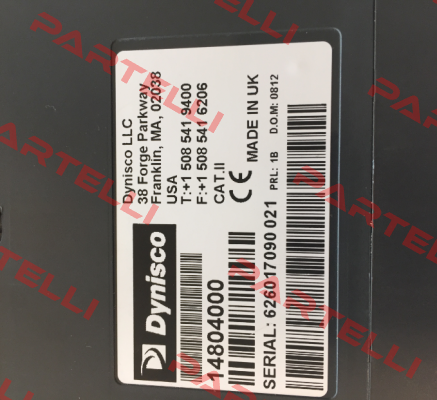 Dynisco
Dynisco LLC
38 Forge Parkway
Franklin, MA, 02038
USA
T:+1 508 541 9400
F:+1 508 541 6206
CAT.II
14804000
CE MADE IN UK
SERIAL: 626017090 021 PRL: 1B D.O.M: 0812
PARTELLI
PARTELLI
PARTELLI
PARTELLI
PARTELLI
PARTELLI